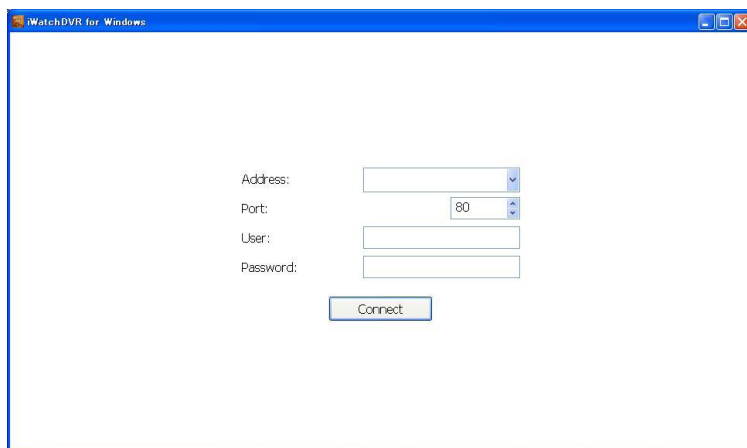 iWatchDVR for Windows
Address:
Port: 80
User:
Password:
Connect